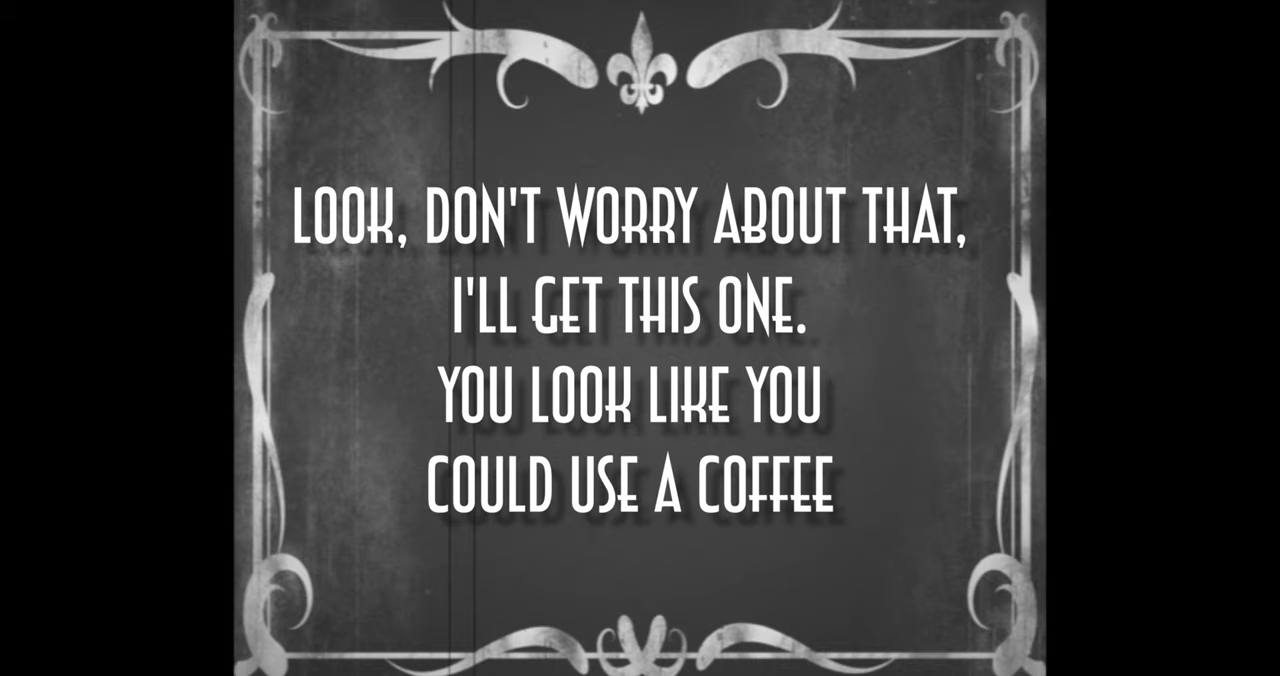 LOOK, DON'T WORRY ABOUT THAT,
I'LL GET THIS ONE.
YOU LOOK LIKE YOU
COULD USE A COFFEE